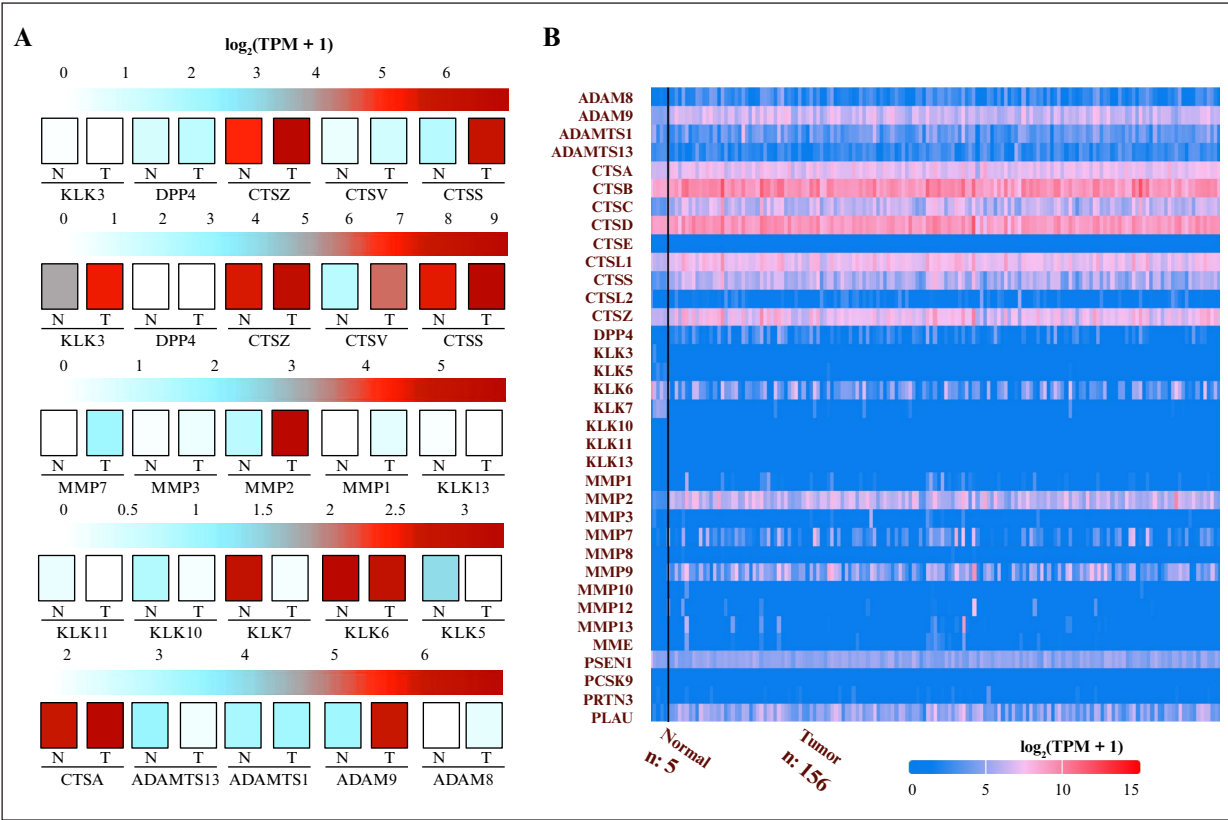 A
log2(TPM + 1)
0 1 2 3 4 5 6
N T N T N T N T N T
KLK3 DPP4 CTSZ CTSV CTSS
0 1 2 3 4 5 6 7 8 9
N T N T N T N T N T
KLK3 DPP4 CTSZ CTSV CTSS
0 1 2 3 4 5
N T N T N T N T N T
MMP7 MMP3 MMP2 MMP1 KLK13
0 0.5 1 1.5 2 2.5 3
N T N T N T N T N T
KLK11 KLK10 KLK7 KLK6 KLK5
2 3 4 5 6
N T N T N T N T N T
CTSA ADAMTS13 ADAMTS1 ADAM9 ADAM8
B
ADAM8
ADAM9
ADAMTS1
ADAMTS13
CTSA
CTSB
CTSC
CTSD
CTSE
CTSL1
CTSS
CTSL2
CTSZ
DPP4
KLK3
KLK5
KLK6
KLK7
KLK10
KLK11
KLK13
MMP1
MMP2
MMP3
MMP7
MMP8
MMP9
MMP10
MMP12
MMP13
MME
PSEN1
PCSK9
PRTN3
PLAU
Normal
n: 5
Tumor
n: 156
log2(TPM + 1)
0 5 10 15